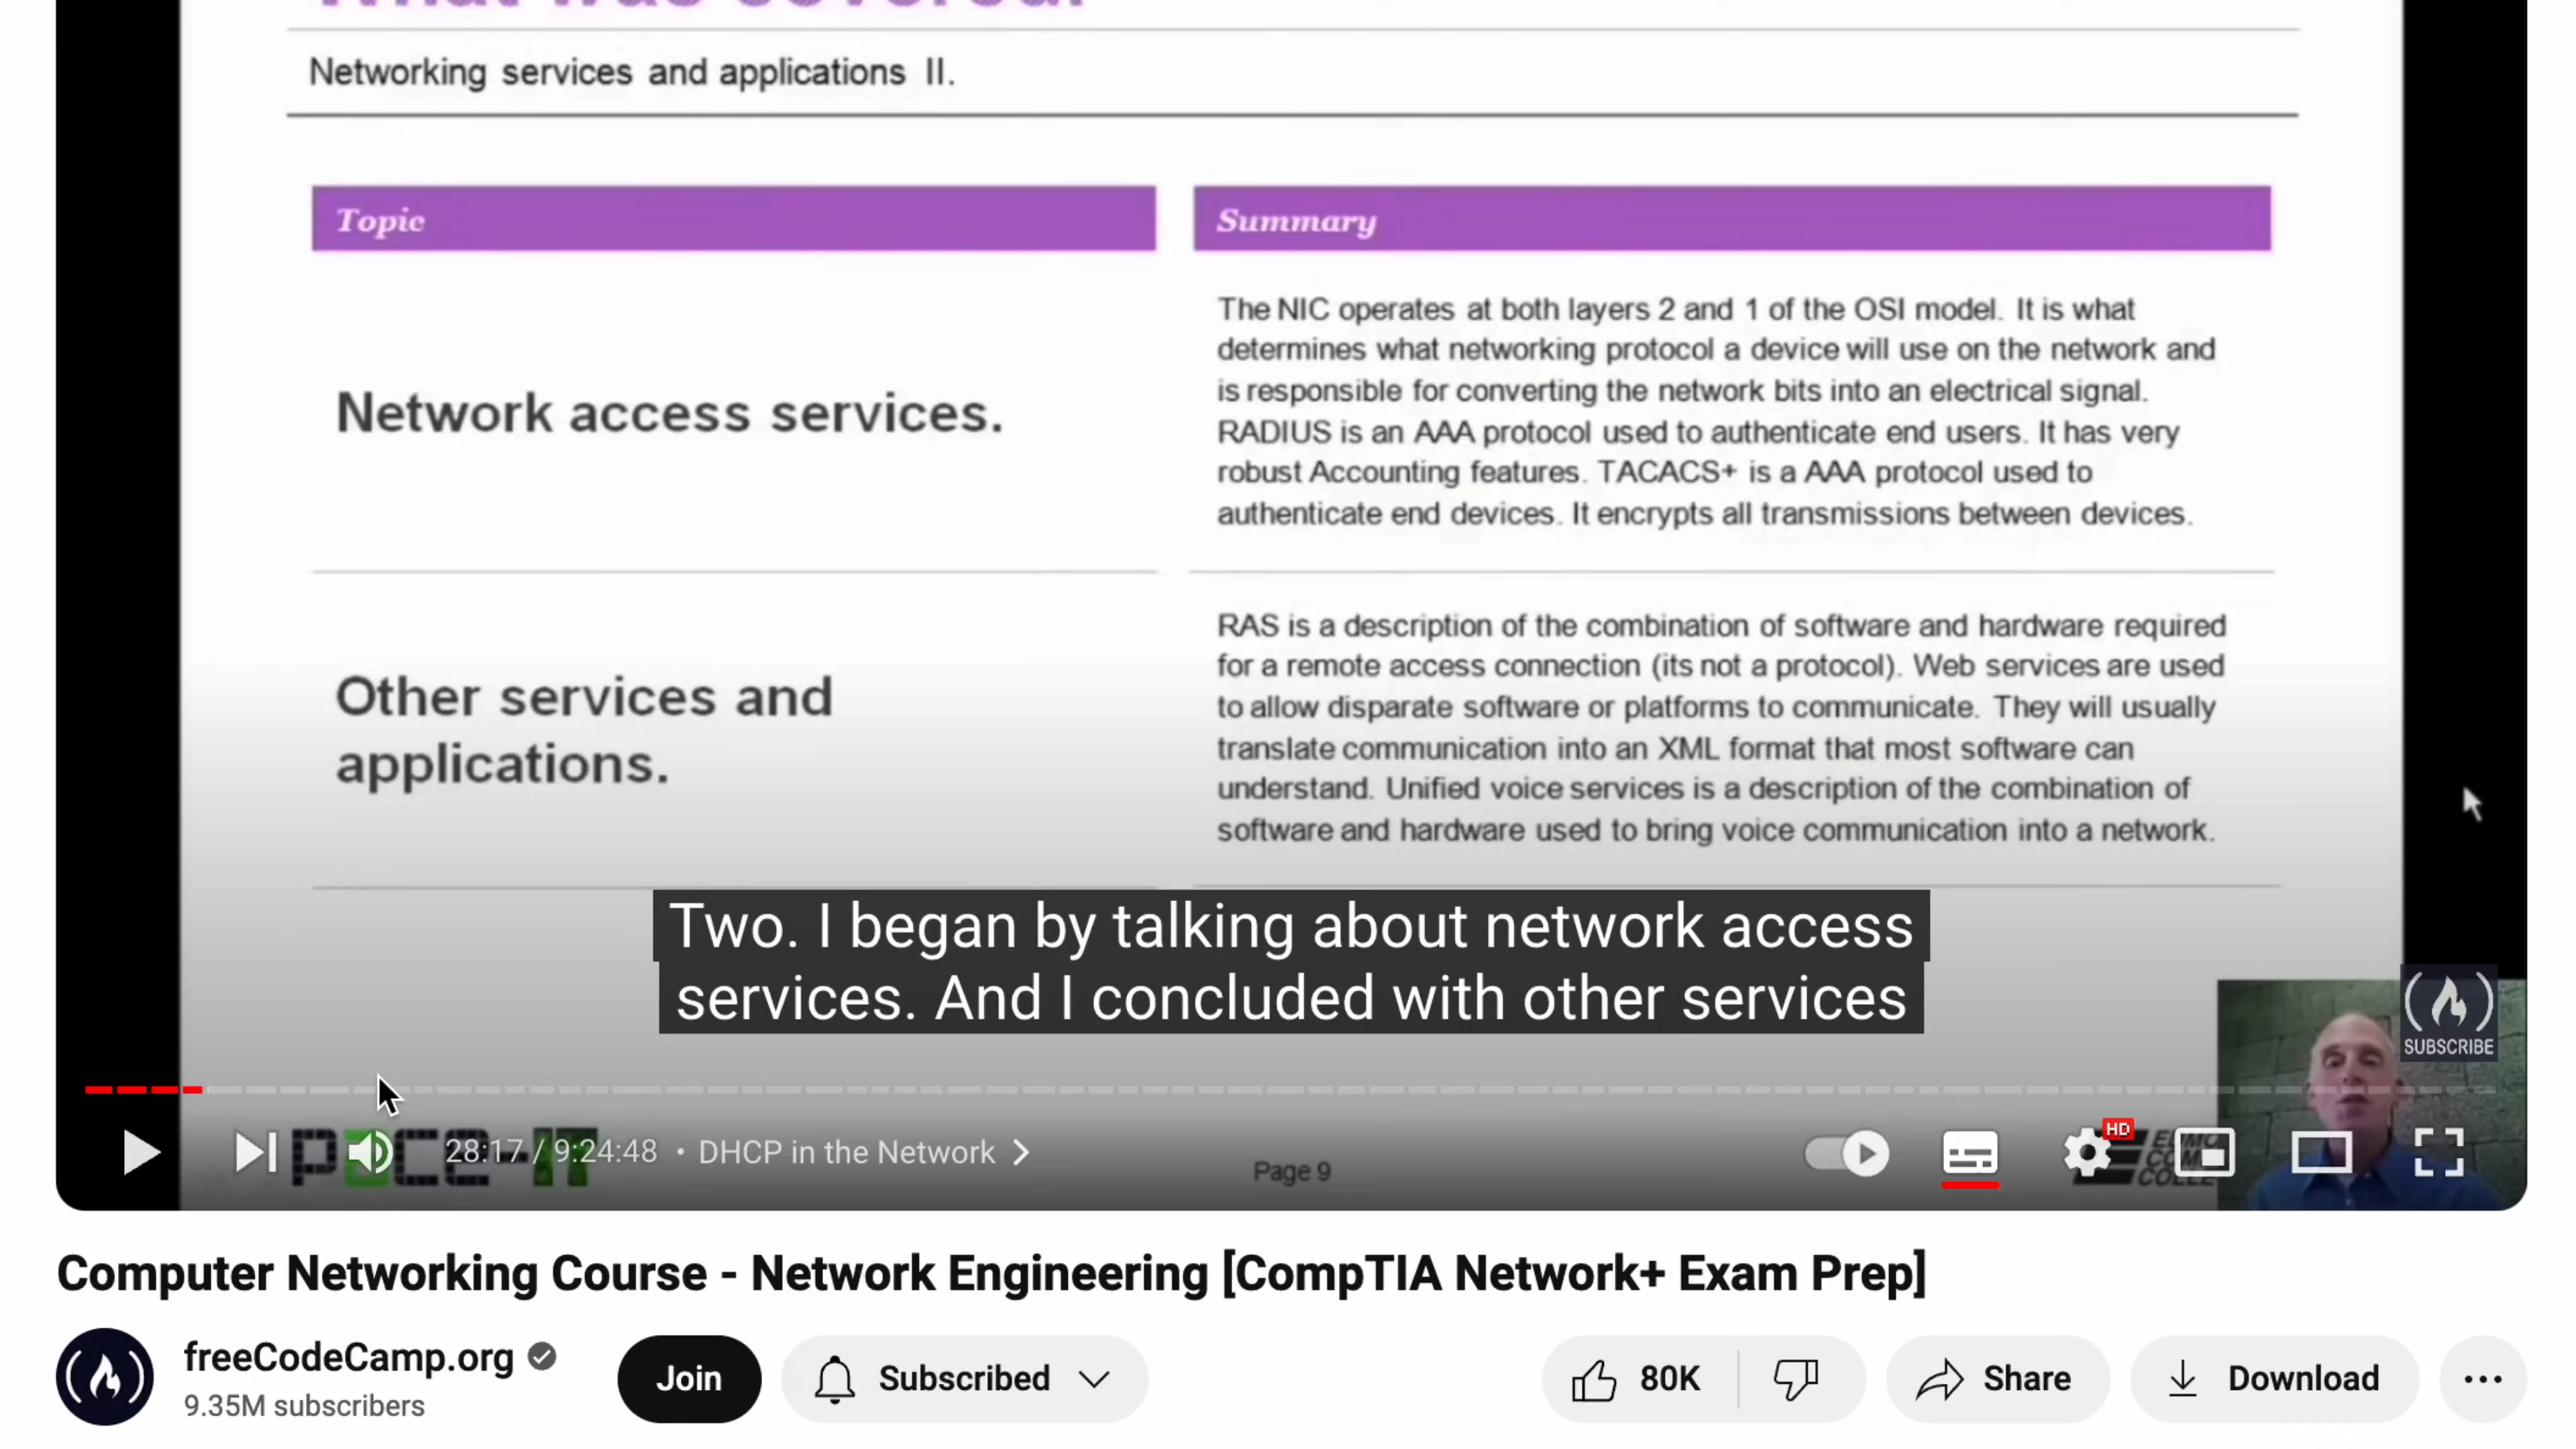 Networking services and applications II.
Topic
Summary
Network access services.
The NIC operates at both layers 2 and 1 of the OSI model. It is what
determines what networking protocol a device will use on the network and
is responsible for converting the network bits into an electrical signal.
RADIUS is an AAA protocol used to authenticate end users. It has very
robust Accounting features. TACACS+ is a AAA protocol used to
authenticate end devices. It encrypts all transmissions between devices.
Other services and
applications.
RAS is a description of the combination of software and hardware required
for a remote access connection (its not a protocol). Web services are used
to allow disparate software or platforms to communicate. They will usually
translate communication into an XML format that most software can
understand. Unified voice services is a description of the combination of
software and hardware used to bring voice communication into a network.
Two. I began by talking about network access
services. And I concluded with other services
SUBSCRIBE
28:17 / 9:24:48 • DHCP in the Network
Page 9
HD
Computer Networking Course - Network Engineering [CompTIA Network+ Exam Prep]
freeCodeCamp.org
9.35M subscribers
Join
Subscribed
80K
Share
Download